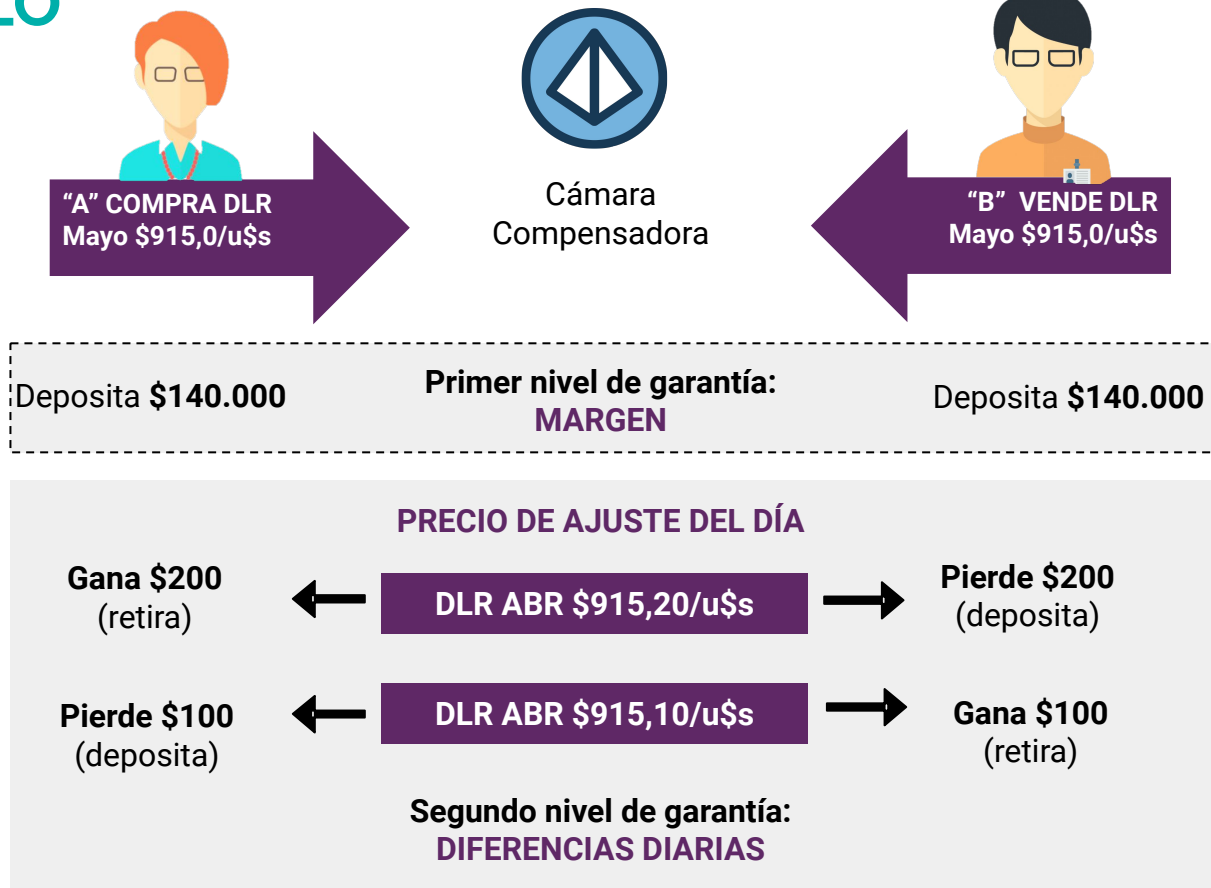 LO
“A” COMPRA DLR
Mayo $915,0/u$s
Cámara
Compensadora
“B” VENDE DLR
Mayo $915,0/u$s
Deposita $140.000
Primer nivel de garantía:
MARGEN
Deposita $140.000
PRECIO DE AJUSTE DEL DÍA
Gana $200
(retira)
DLR ABR $915,20/u$s
Pierde $200
(deposita)
Pierde $100
(deposita)
DLR ABR $915,10/u$s
Gana $100
(retira)
Segundo nivel de garantía:
DIFERENCIAS DIARIAS